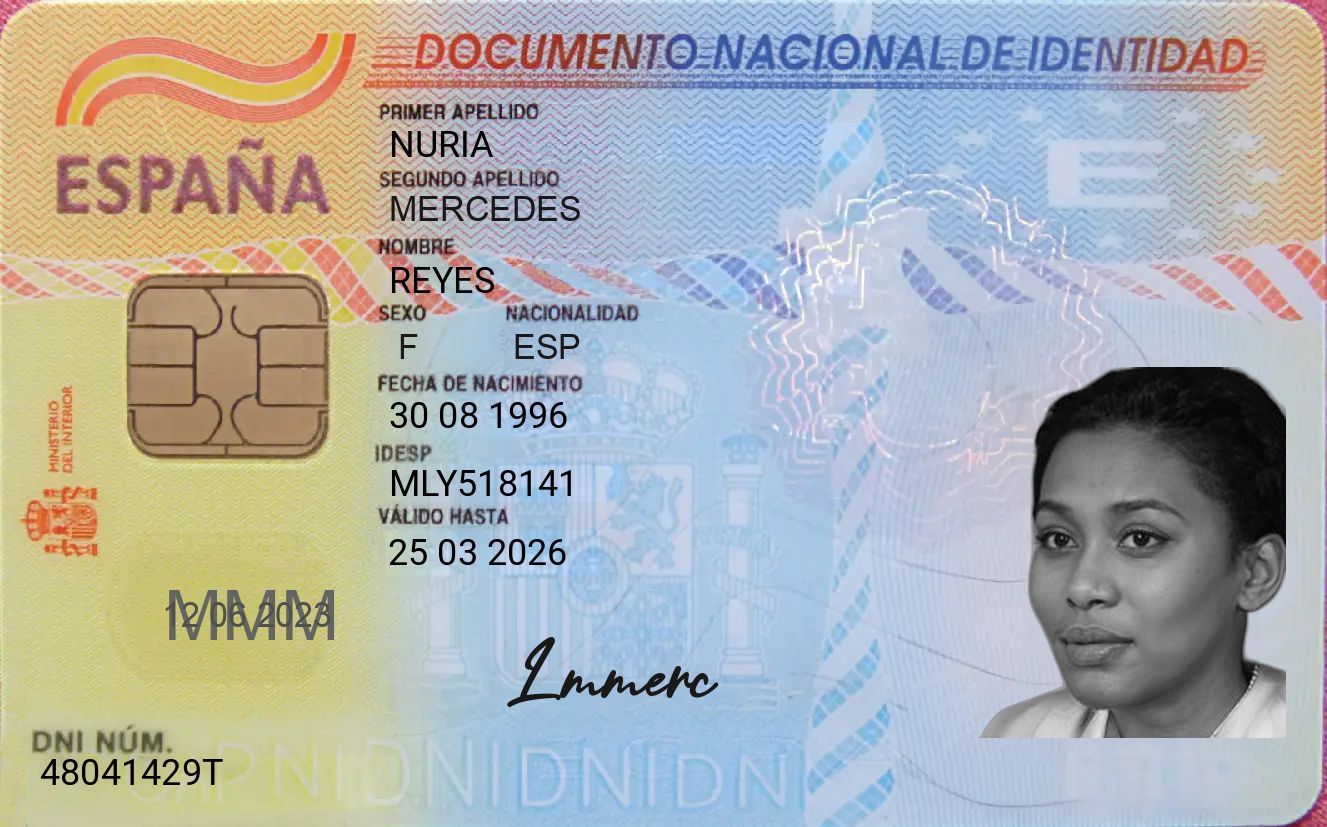 DOCUMENTO NACIONAL DE IDENTIDAD
ESPAÑA
PRIMER APELLIDO
NURIA
SEGUNDO APELLIDO
MERCEDES
NOMBRE
REYES
SEXO NACIONALIDAD
F ESP
FECHA DE NACIMIENTO
30 08 1996
IDESP
MLY518141
VÁLIDO HASTA
25 03 2026
MINISTERIO
DEL INTERIOR
E
MMM
12 06 2023
Lmmerc
DNI NÚM.
48041429T
DNIDNIDNIDNI